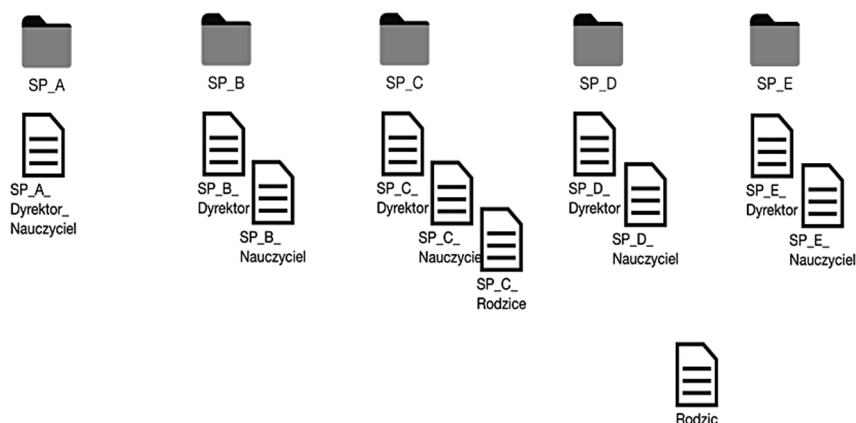 SP_A
SP_B
SP_C
SP_D
SP_E
SP_A_
Dyrektor_
Nauczyciel
SP_B_
Dyrektor
SP_B_
Nauczyciel
SP_C_
Dyrektor
SP_C_
Nauczycie
SP_C_
Rodzice
SP_D_
Dyrektor
SP_D_
Nauczyciel
SP_E_
Dyrektor
SP_E_
Nauczyciel
Rodzic